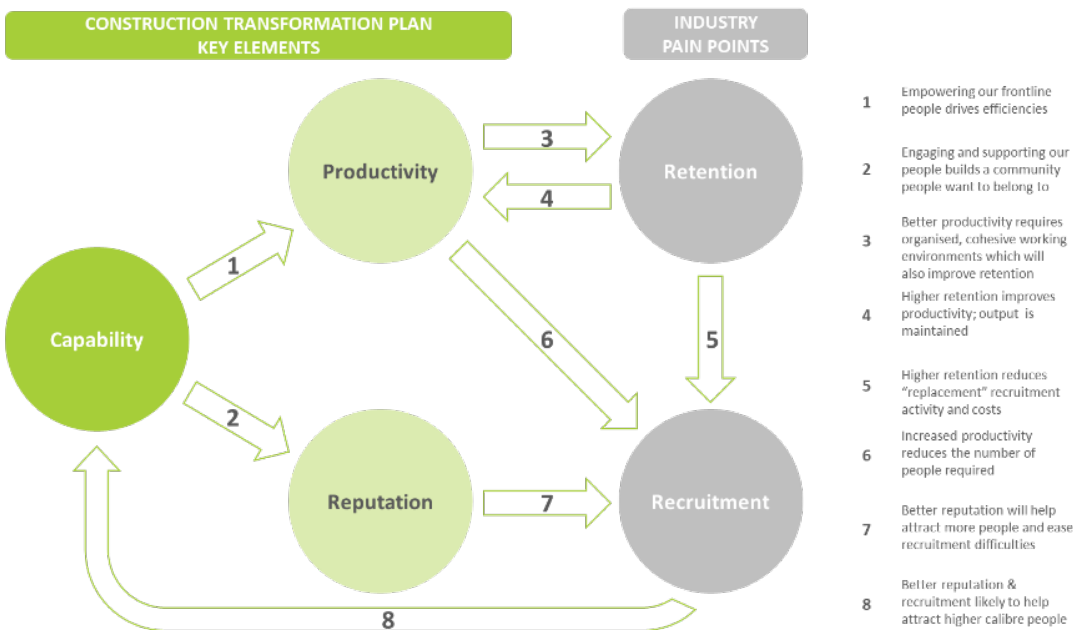 CONSTRUCTION TRANSFORMATION PLAN
KEY ELEMENTS
INDUSTRY
PAIN POINTS
Productivity
3
4
Retention
Capability
1
2
6
5
Reputation
7
Recruitment
8
1
Empowering our frontline
people drives efficiencies
2
Engaging and supporting our
people builds a community
people want to belong to
3
Better productivity requires
organised, cohesive working
environments which will
also improve retention
4
Higher retention improves
productivity; output is
maintained
5
Higher retention reduces
“replacement” recruitment
activity and costs
6
Increased productivity
reduces the number of
people required
7
Better reputation will help
attract more people and ease
recruitment difficulties
8
Better reputation &
recruitment likely to help
attract higher calibre people